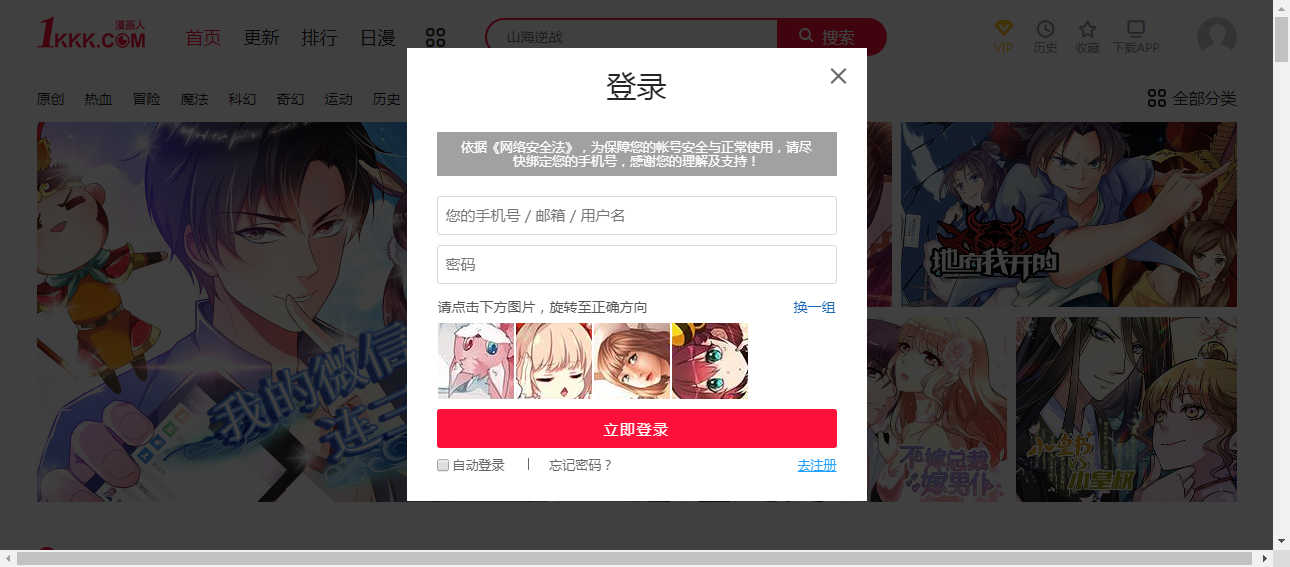 漫画人
1KKK.COM
首页 更新 排行 日漫
山海逆战
搜索
VIP 历史 收藏 下载APP
原创 热血 冒险 魔法 科幻 奇幻 运动 历史
全部分类
登录
依据《网络安全法》，为保障您的帐号安全与正常使用，请尽
快绑定您的手机号，感谢您的理解及支持！
您的手机号 / 邮箱 / 用户名
密码
请点击下方图片，旋转至正确方向
换一组
立即登录
自动登录 | 忘记密码？
去注册
我的微信
连三
地府我开的
不嫁总裁
嫁男仆